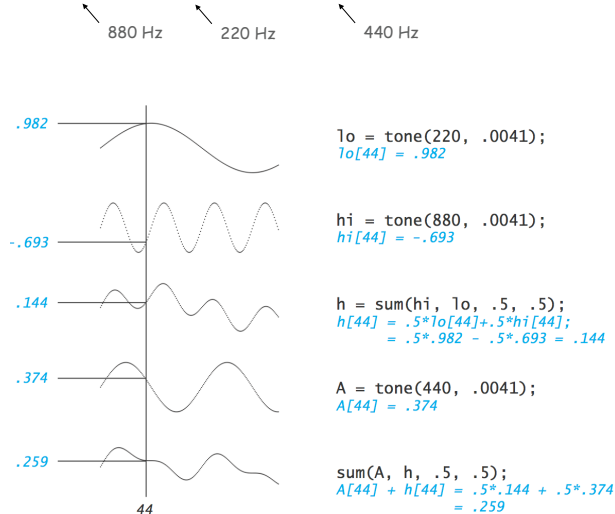 880 Hz
220 Hz
440 Hz
.982
lo = tone(220, .0041);
lo[44] = .982
hi = tone(880, .0041);
-.693
hi[44] = -.693
.144
h = sum(hi, lo, .5, .5);
h[44] = .5*lo[44]+.5*hi[44];
= .5*.982 - .5*.693 = .144
.374
A = tone(440, .0041);
A[44] = .374
.259
sum(A, h, .5, .5);
A[44] + h[44] = .5*.144 + .5*.374
= .259
44